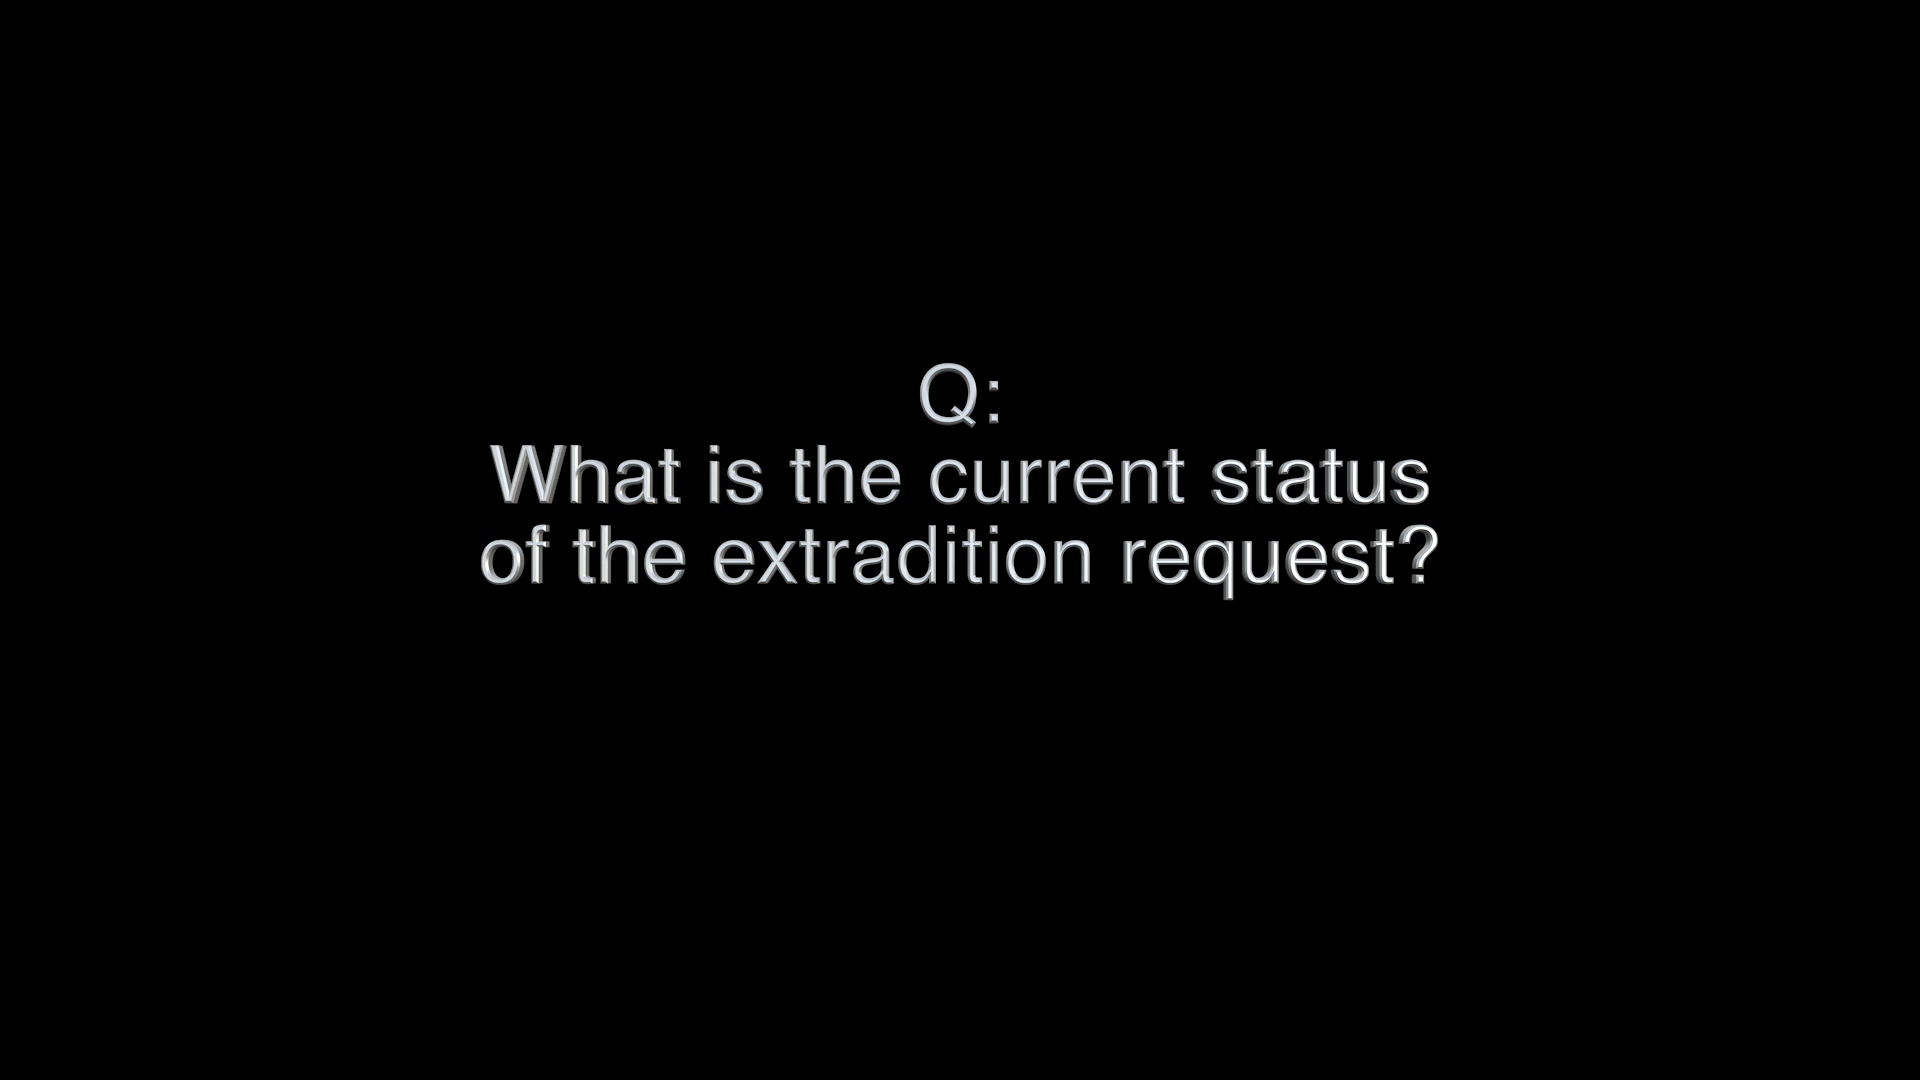 Q:
What is the current status
of the extradition request?